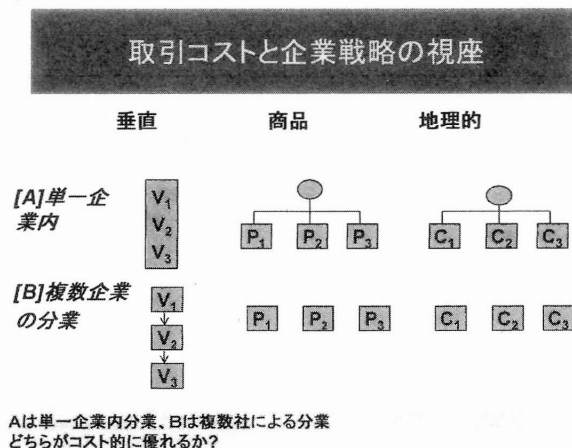 取引コストと企業戦略の視座
垂直 商品 地理的
[A]単一企
業内
V₁
V₂
V₃
P₁ P₂ P₃
C₁ C₂ C₃
[B]複数企業
の分業
V₁
V₂
V₃
P₁ P₂ P₃
C₁ C₂ C₃
Aは単一企業内分業、Bは複数社による分業
どちらがコスト的に優れるか?